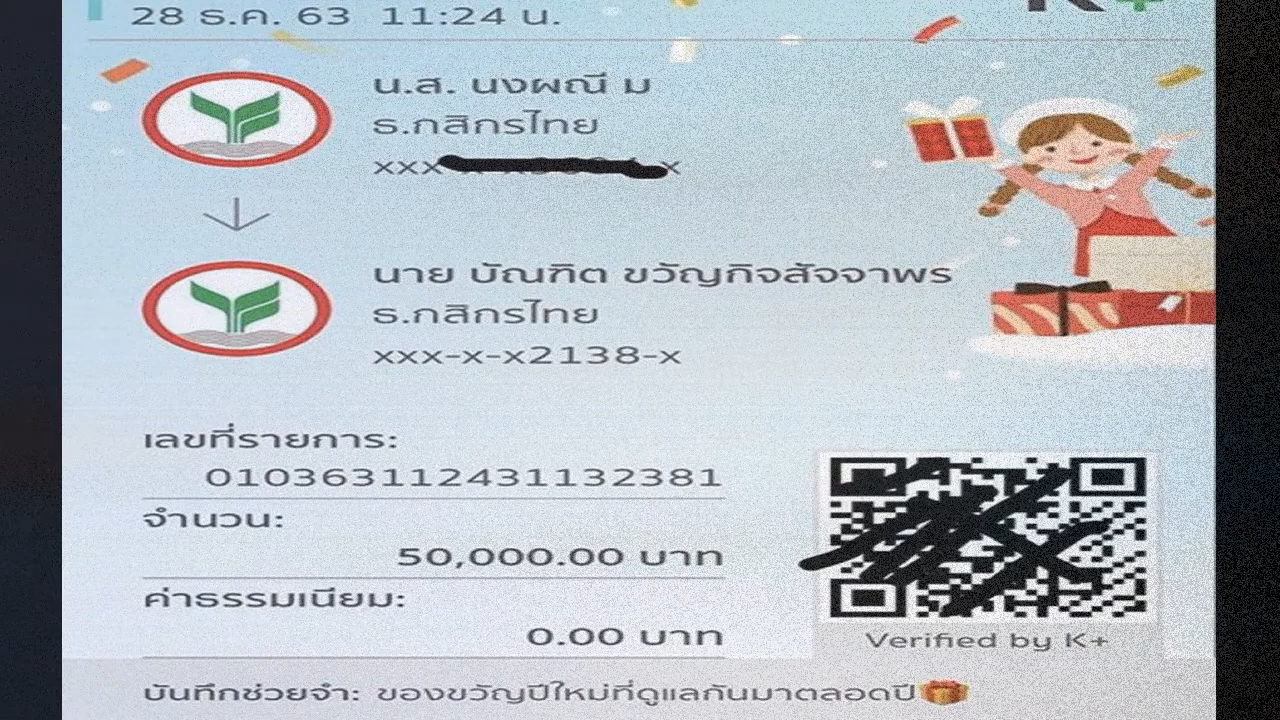 28 ธ.ค. 63 11:24 น.
น.ส. นงผณี ม
ธ.กสิกรไทย
xxx x
นาย บัณฑิต ขวัญกิจสัจจาพร
ธ.กสิกรไทย
xxx-x-x2138-x
เลขที่รายการ:
010363112431132381
จำนวน:
50,000.00 บาท
ค่าธรรมเนียม:
0.00 บาท
Verified by K+
บันทึกช่วยจำ: ของขวัญปีใหม่ที่ดูแลกันมาตลอดปี